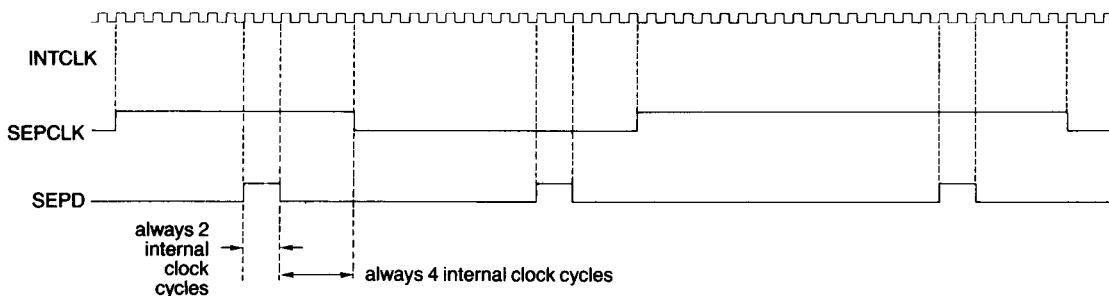 INTCLK
SEPCLK
SEPD
always 2
internal
clock
cycles
always 4 internal clock cycles